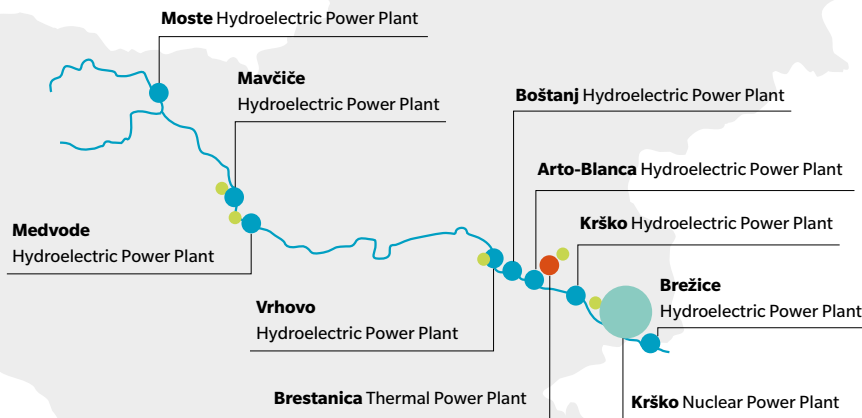 Moste Hydroelectric Power Plant
Mavčiče
Hydroelectric Power Plant
Boštanj Hydroelectric Power Plant
Arto-Blanca Hydroelectric Power Plant
Medvode
Hydroelectric Power Plant
Krško Hydroelectric Power Plant
Brežice
Hydroelectric Power Plant
Vrhovo
Hydroelectric Power Plant
Brestanica Thermal Power Plant
Krško Nuclear Power Plant